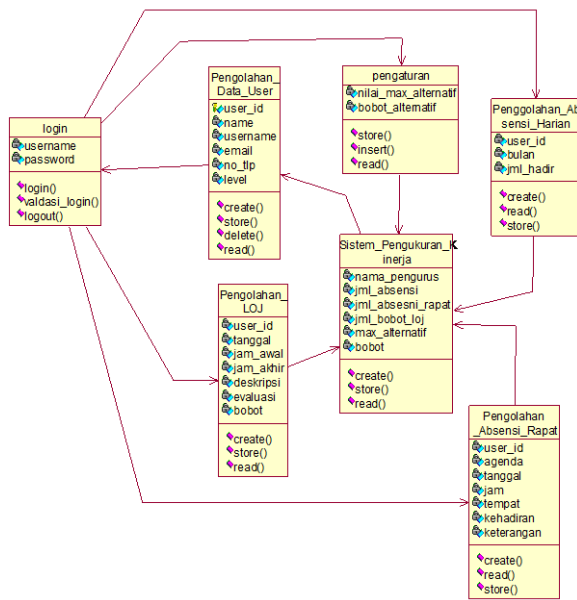 login
username
password
login()
valdasi_login()
logout()
Pengolahan_
_Data_User
user_id
name
username
email
no_tlp
level
create()
store()
delete()
read()
pengaturan
nilai_max_alternatif
bobot_alternatif
store()
insert()
read()
Penggolahan_Ab
sensi_Harian
user_id
bulan
jml_hadir
create()
read()
store()
Sistem_Pengukuran_K
inerja
nama_pengurus
jml_absensi
jml_absesni_rapat
jml_bobot_loj
max_alternatif
bobot
create()
store()
read()
Pengolahan_
LOJ
user_id
tanggal
jam_awal
jam_akhir
deskripsi
evaluasi
bobot
create()
store()
read()
Pengolahan
_Absensi_Rapat
user_id
agenda
tanggal
jam
tempat
kehadiran
keterangan
create()
read()
store()